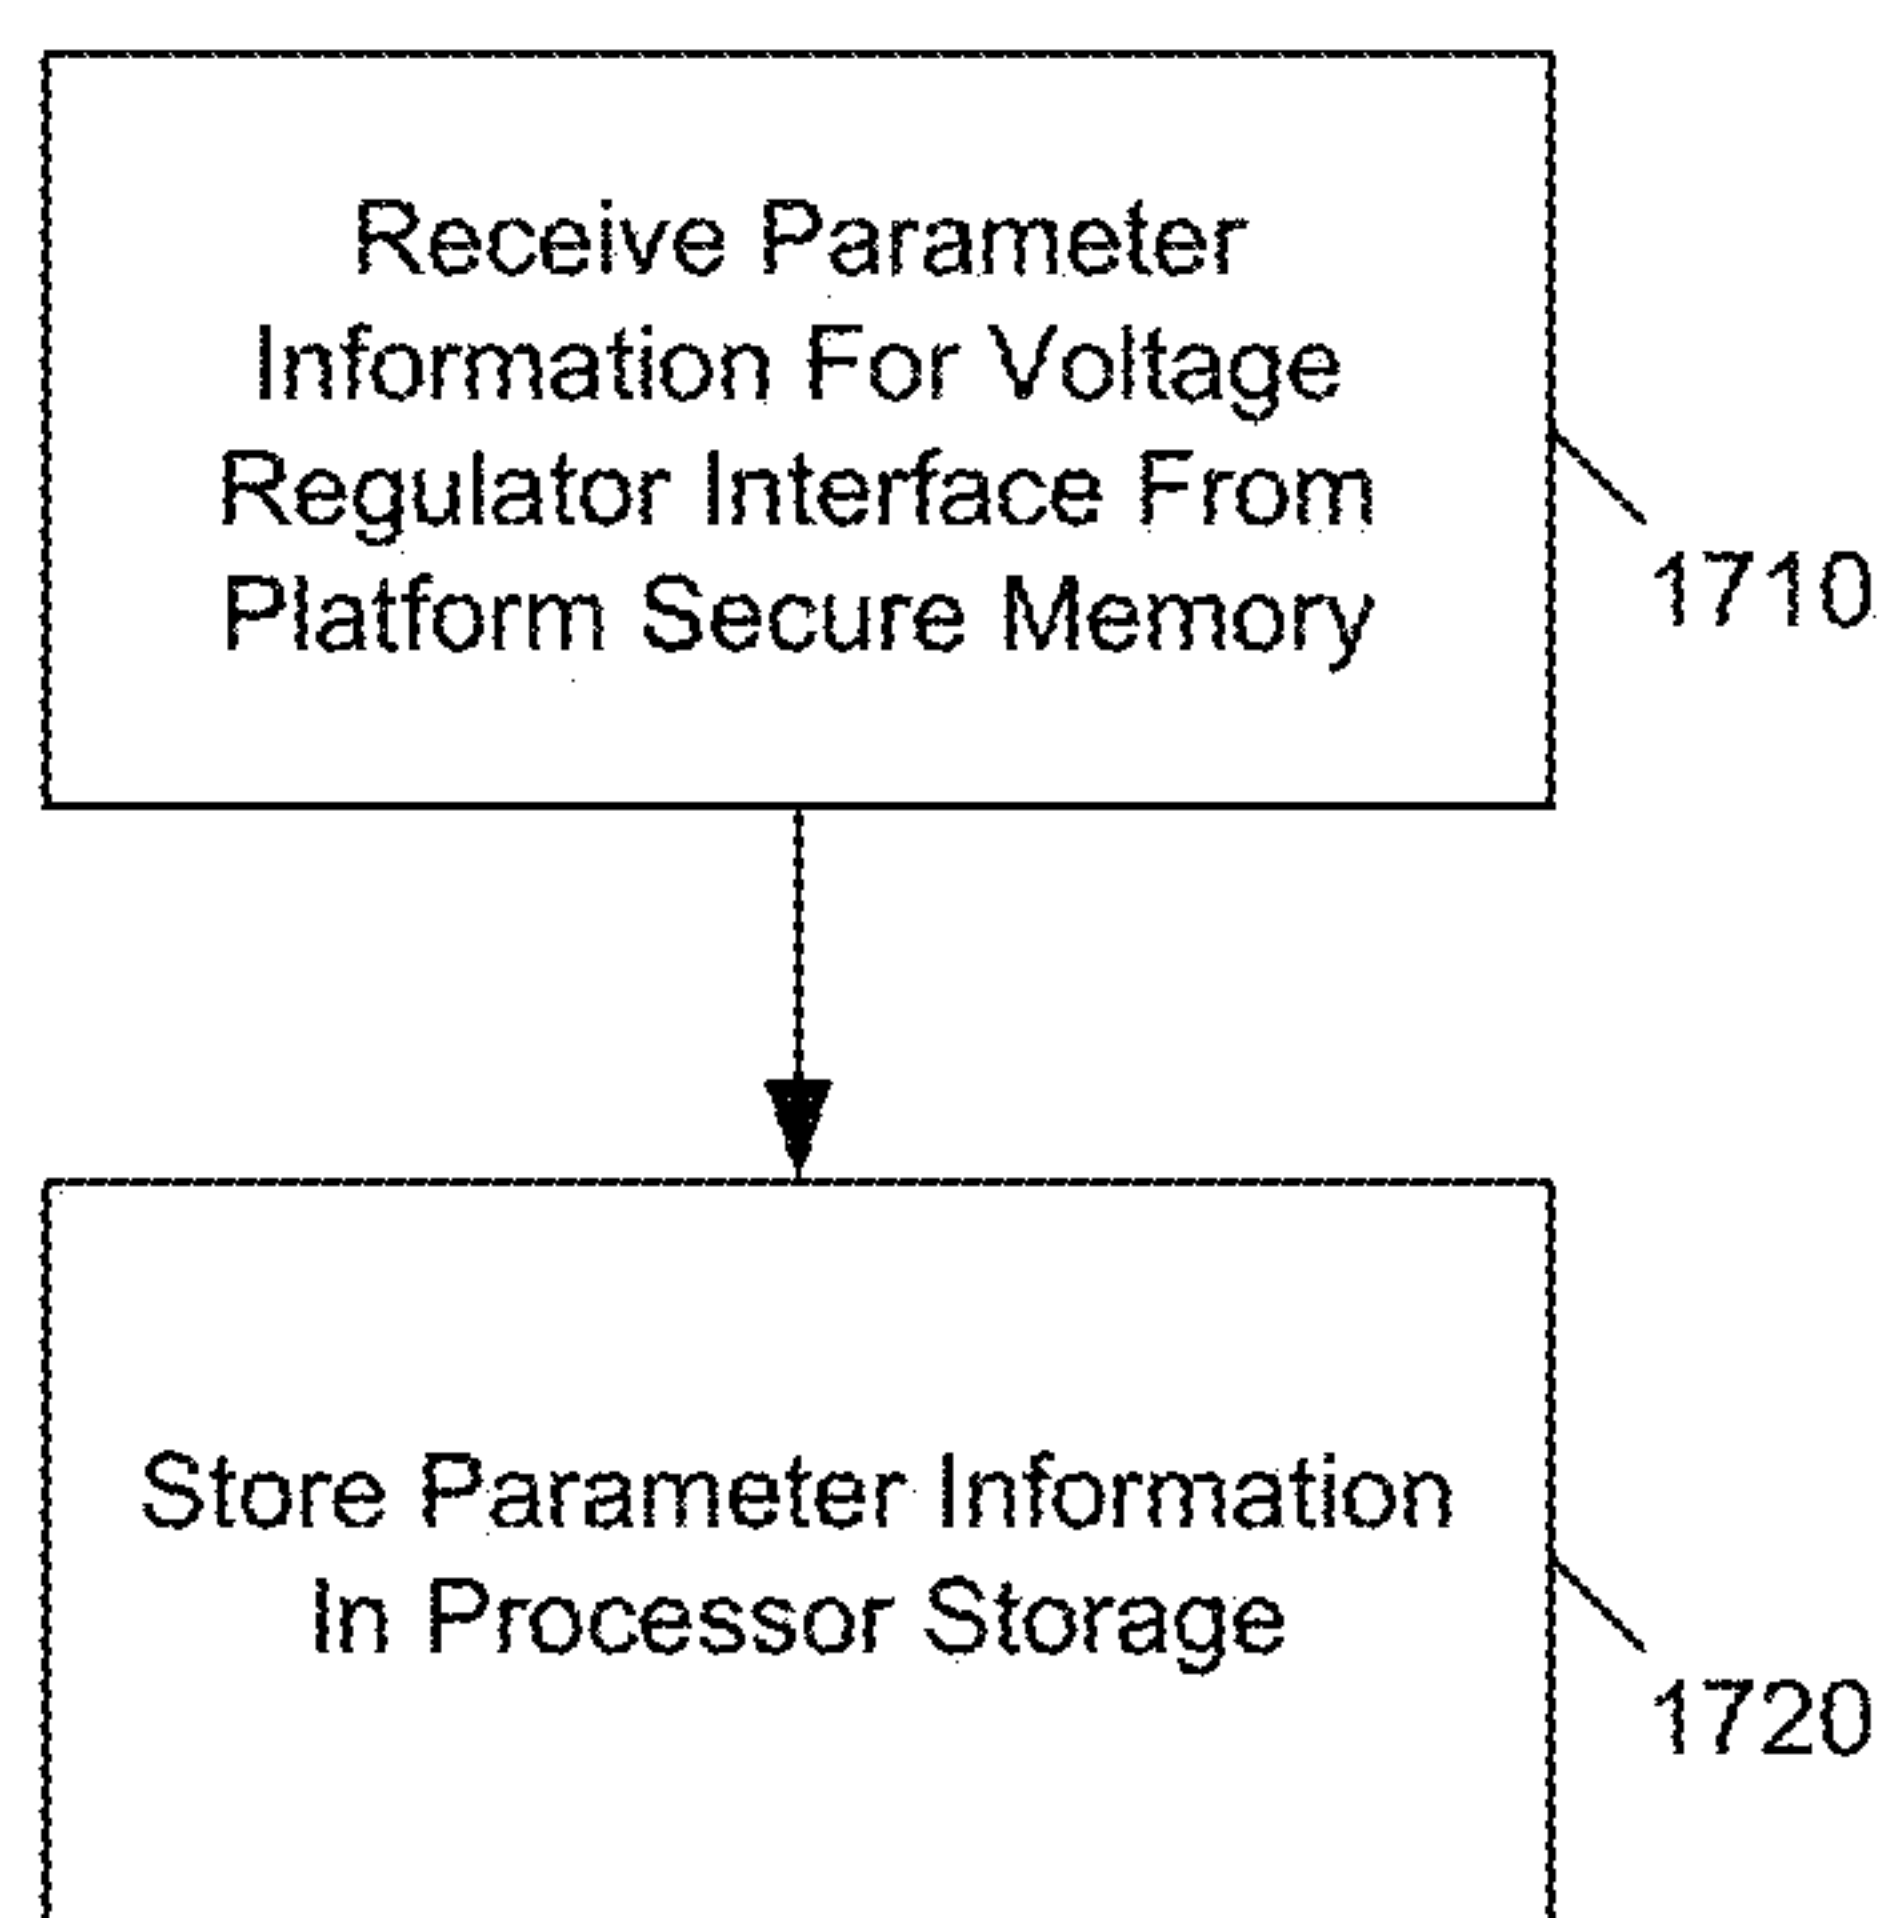 Receive Parameter
Information For Voltage
Regulator Interface From
Platform Secure Memory
1710
Store Parameter Information
In Processor Storage
1720